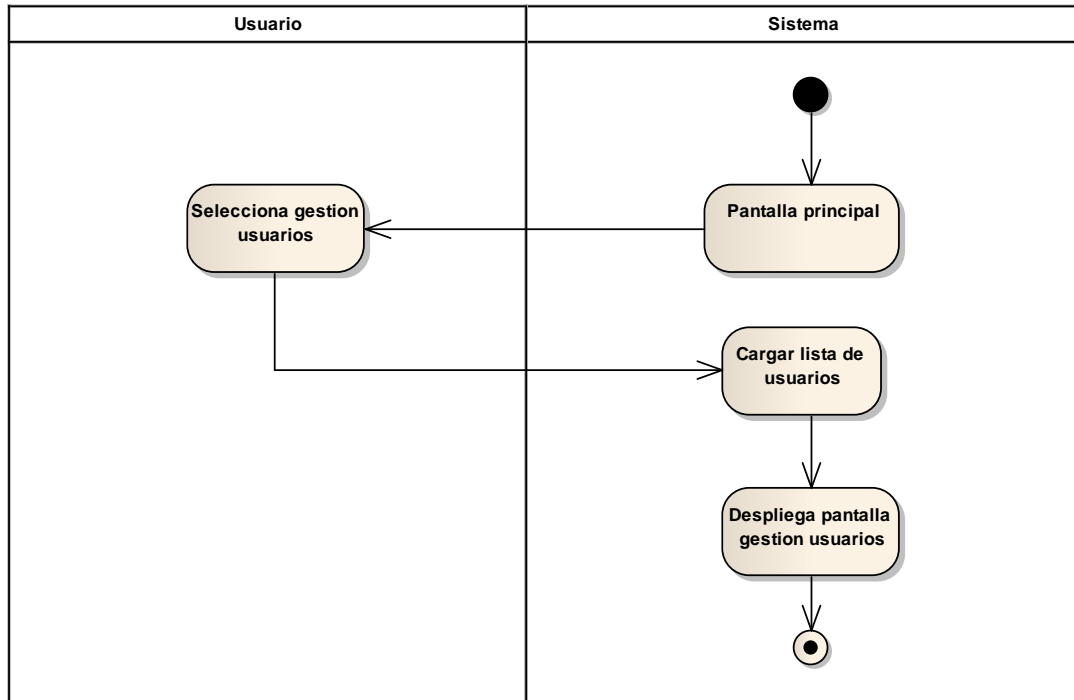 Usuario
Sistema
Selecciona gestion
usuarios
Pantalla principal
Cargar lista de
usuarios
Despliega pantalla
gestion usuarios